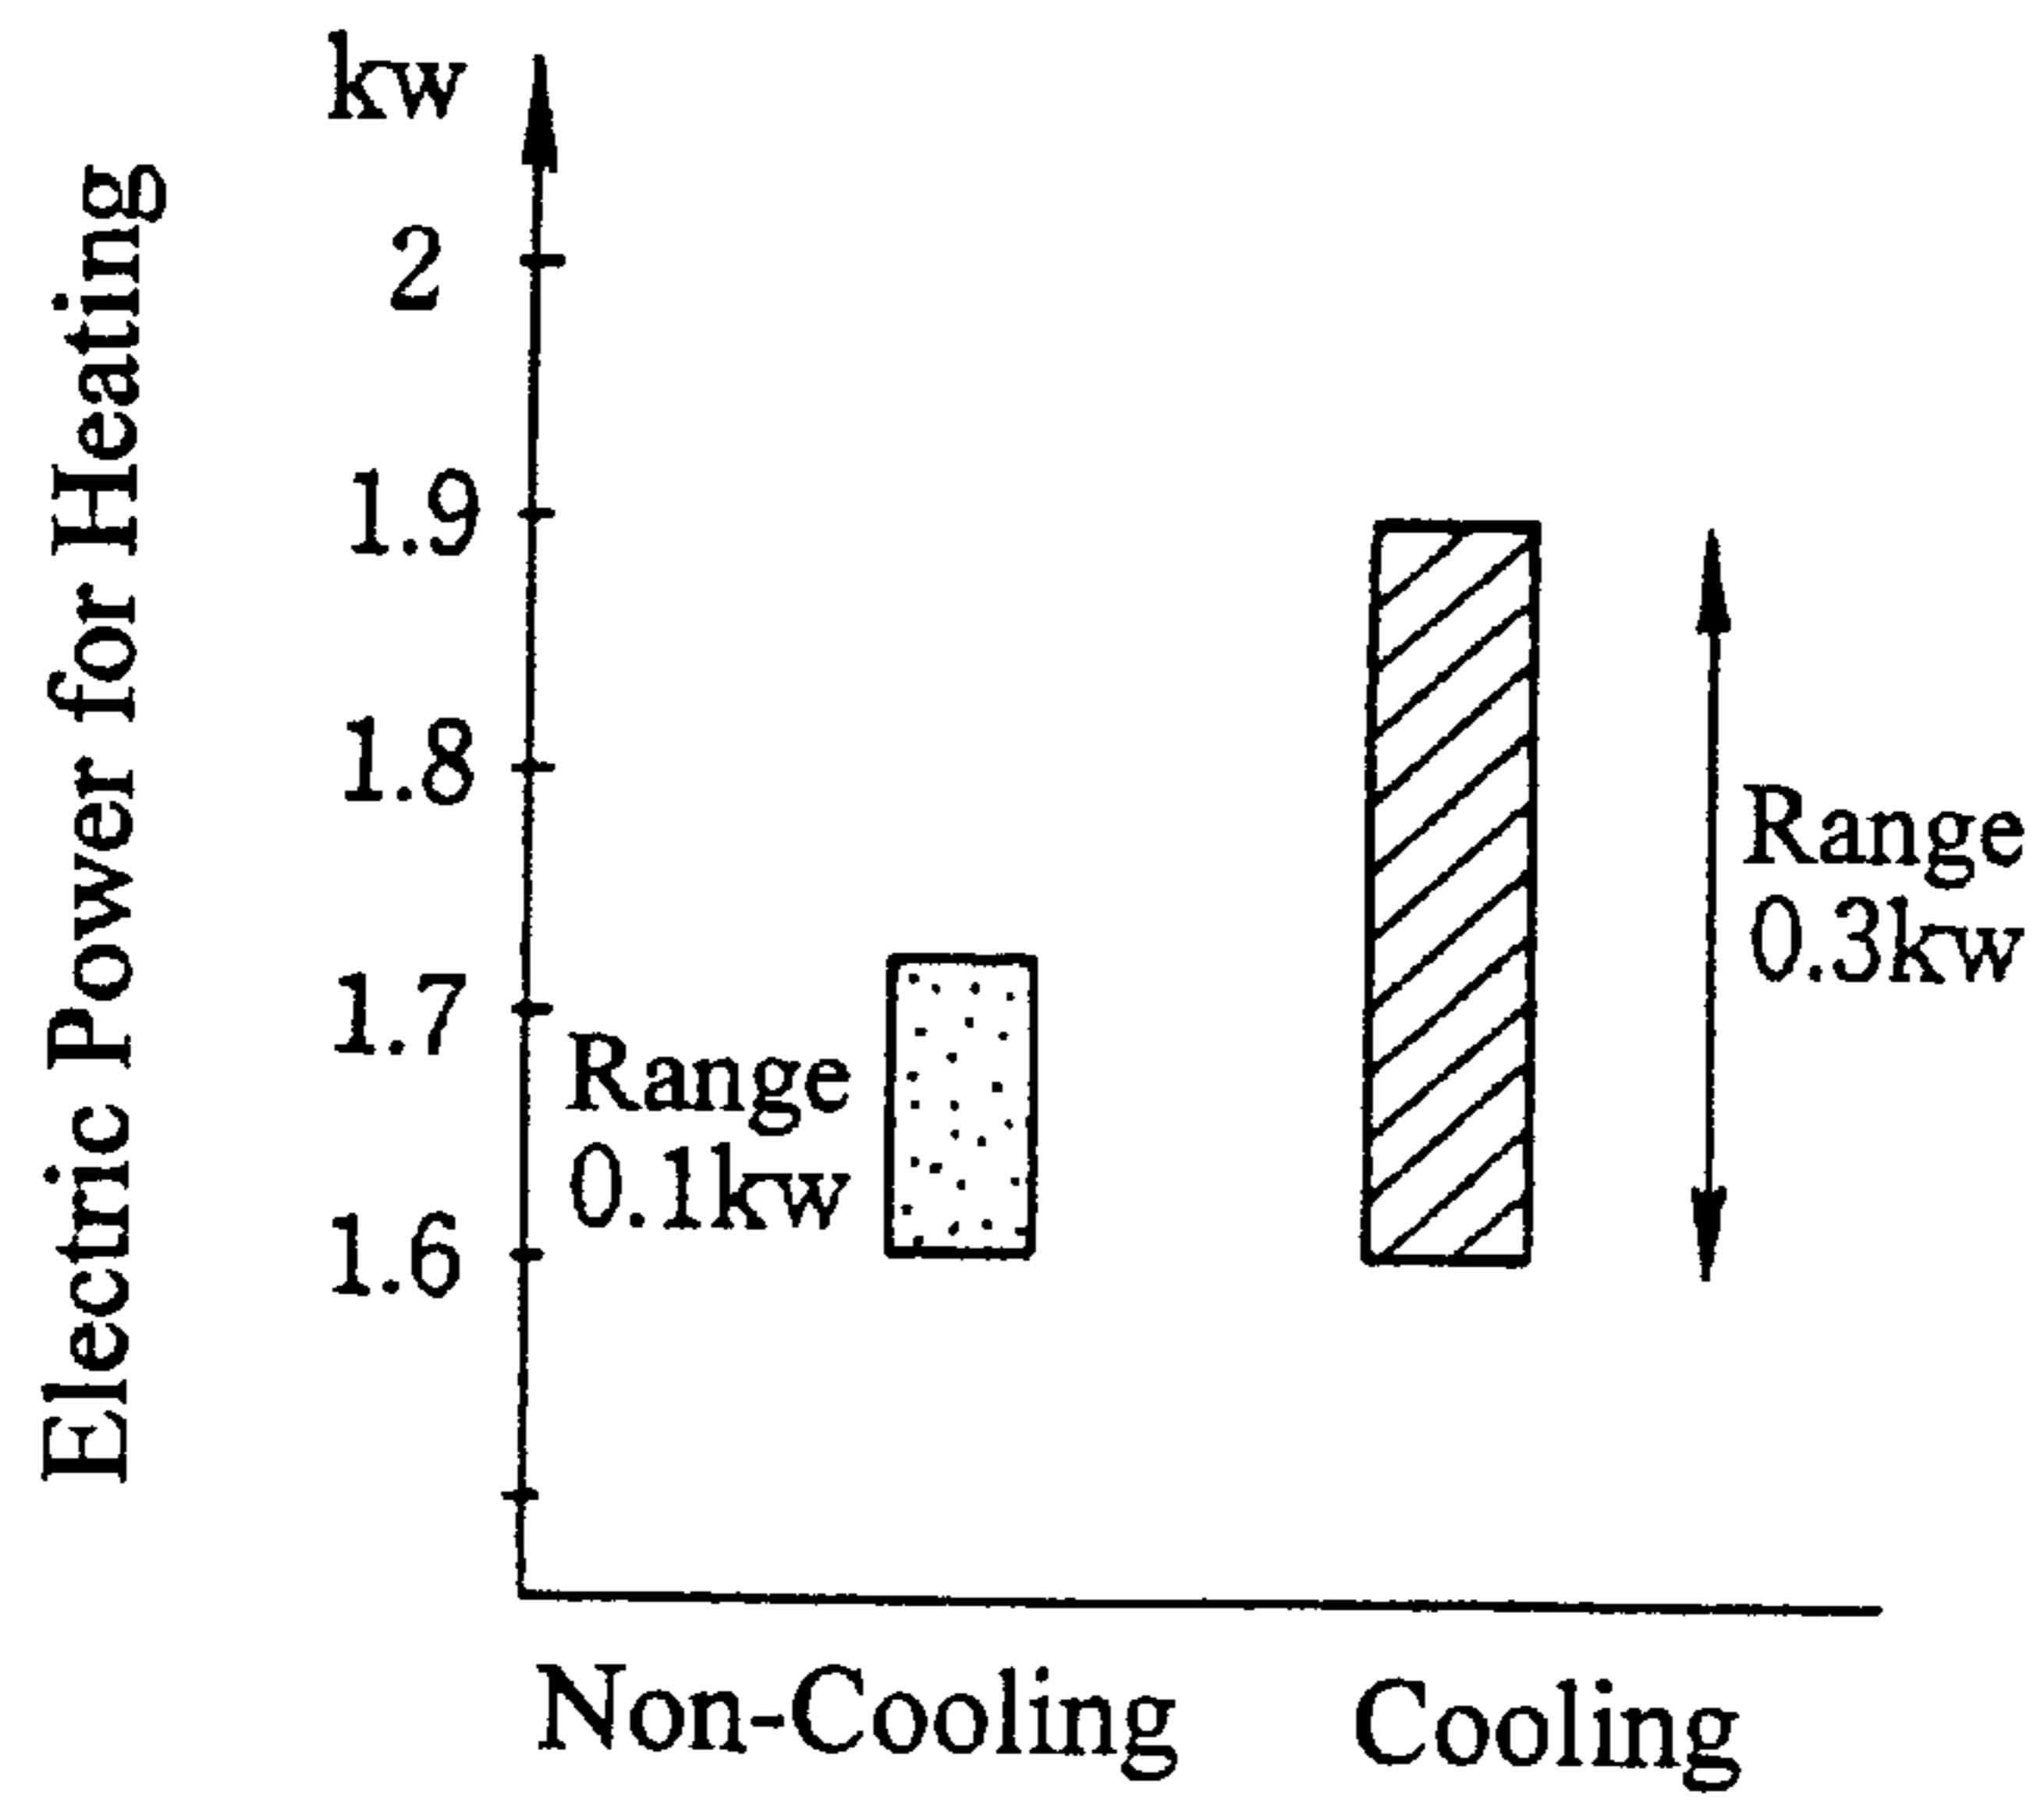 kw
Electric Power for Heating
2
1.9
1.8
1.7
1.6
Range
0.1kw
Range
0.3kw
Non-Cooling
Cooling